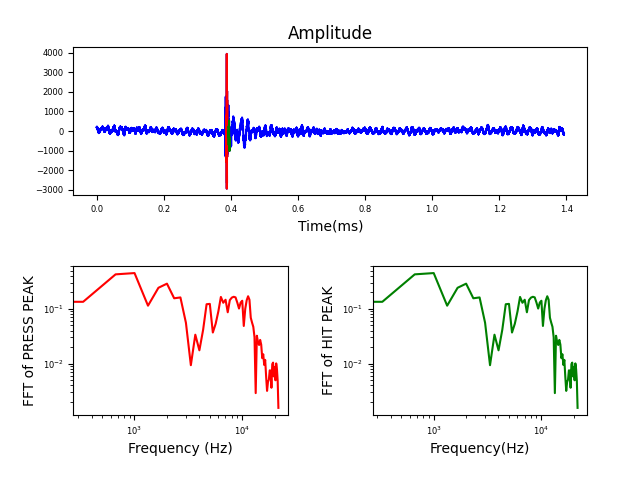 Amplitude
4000
3000
2000
1000
0
−1000
−2000
−3000
0.0 0.2 0.4 0.6 0.8 1.0 1.2 1.4
Time(ms)
FFT of PRESS PEAK
10⁻¹
10⁻²
10³ 10⁴
Frequency (Hz)
FFT of HIT PEAK
10⁻¹
10⁻²
10³ 10⁴
Frequency(Hz)